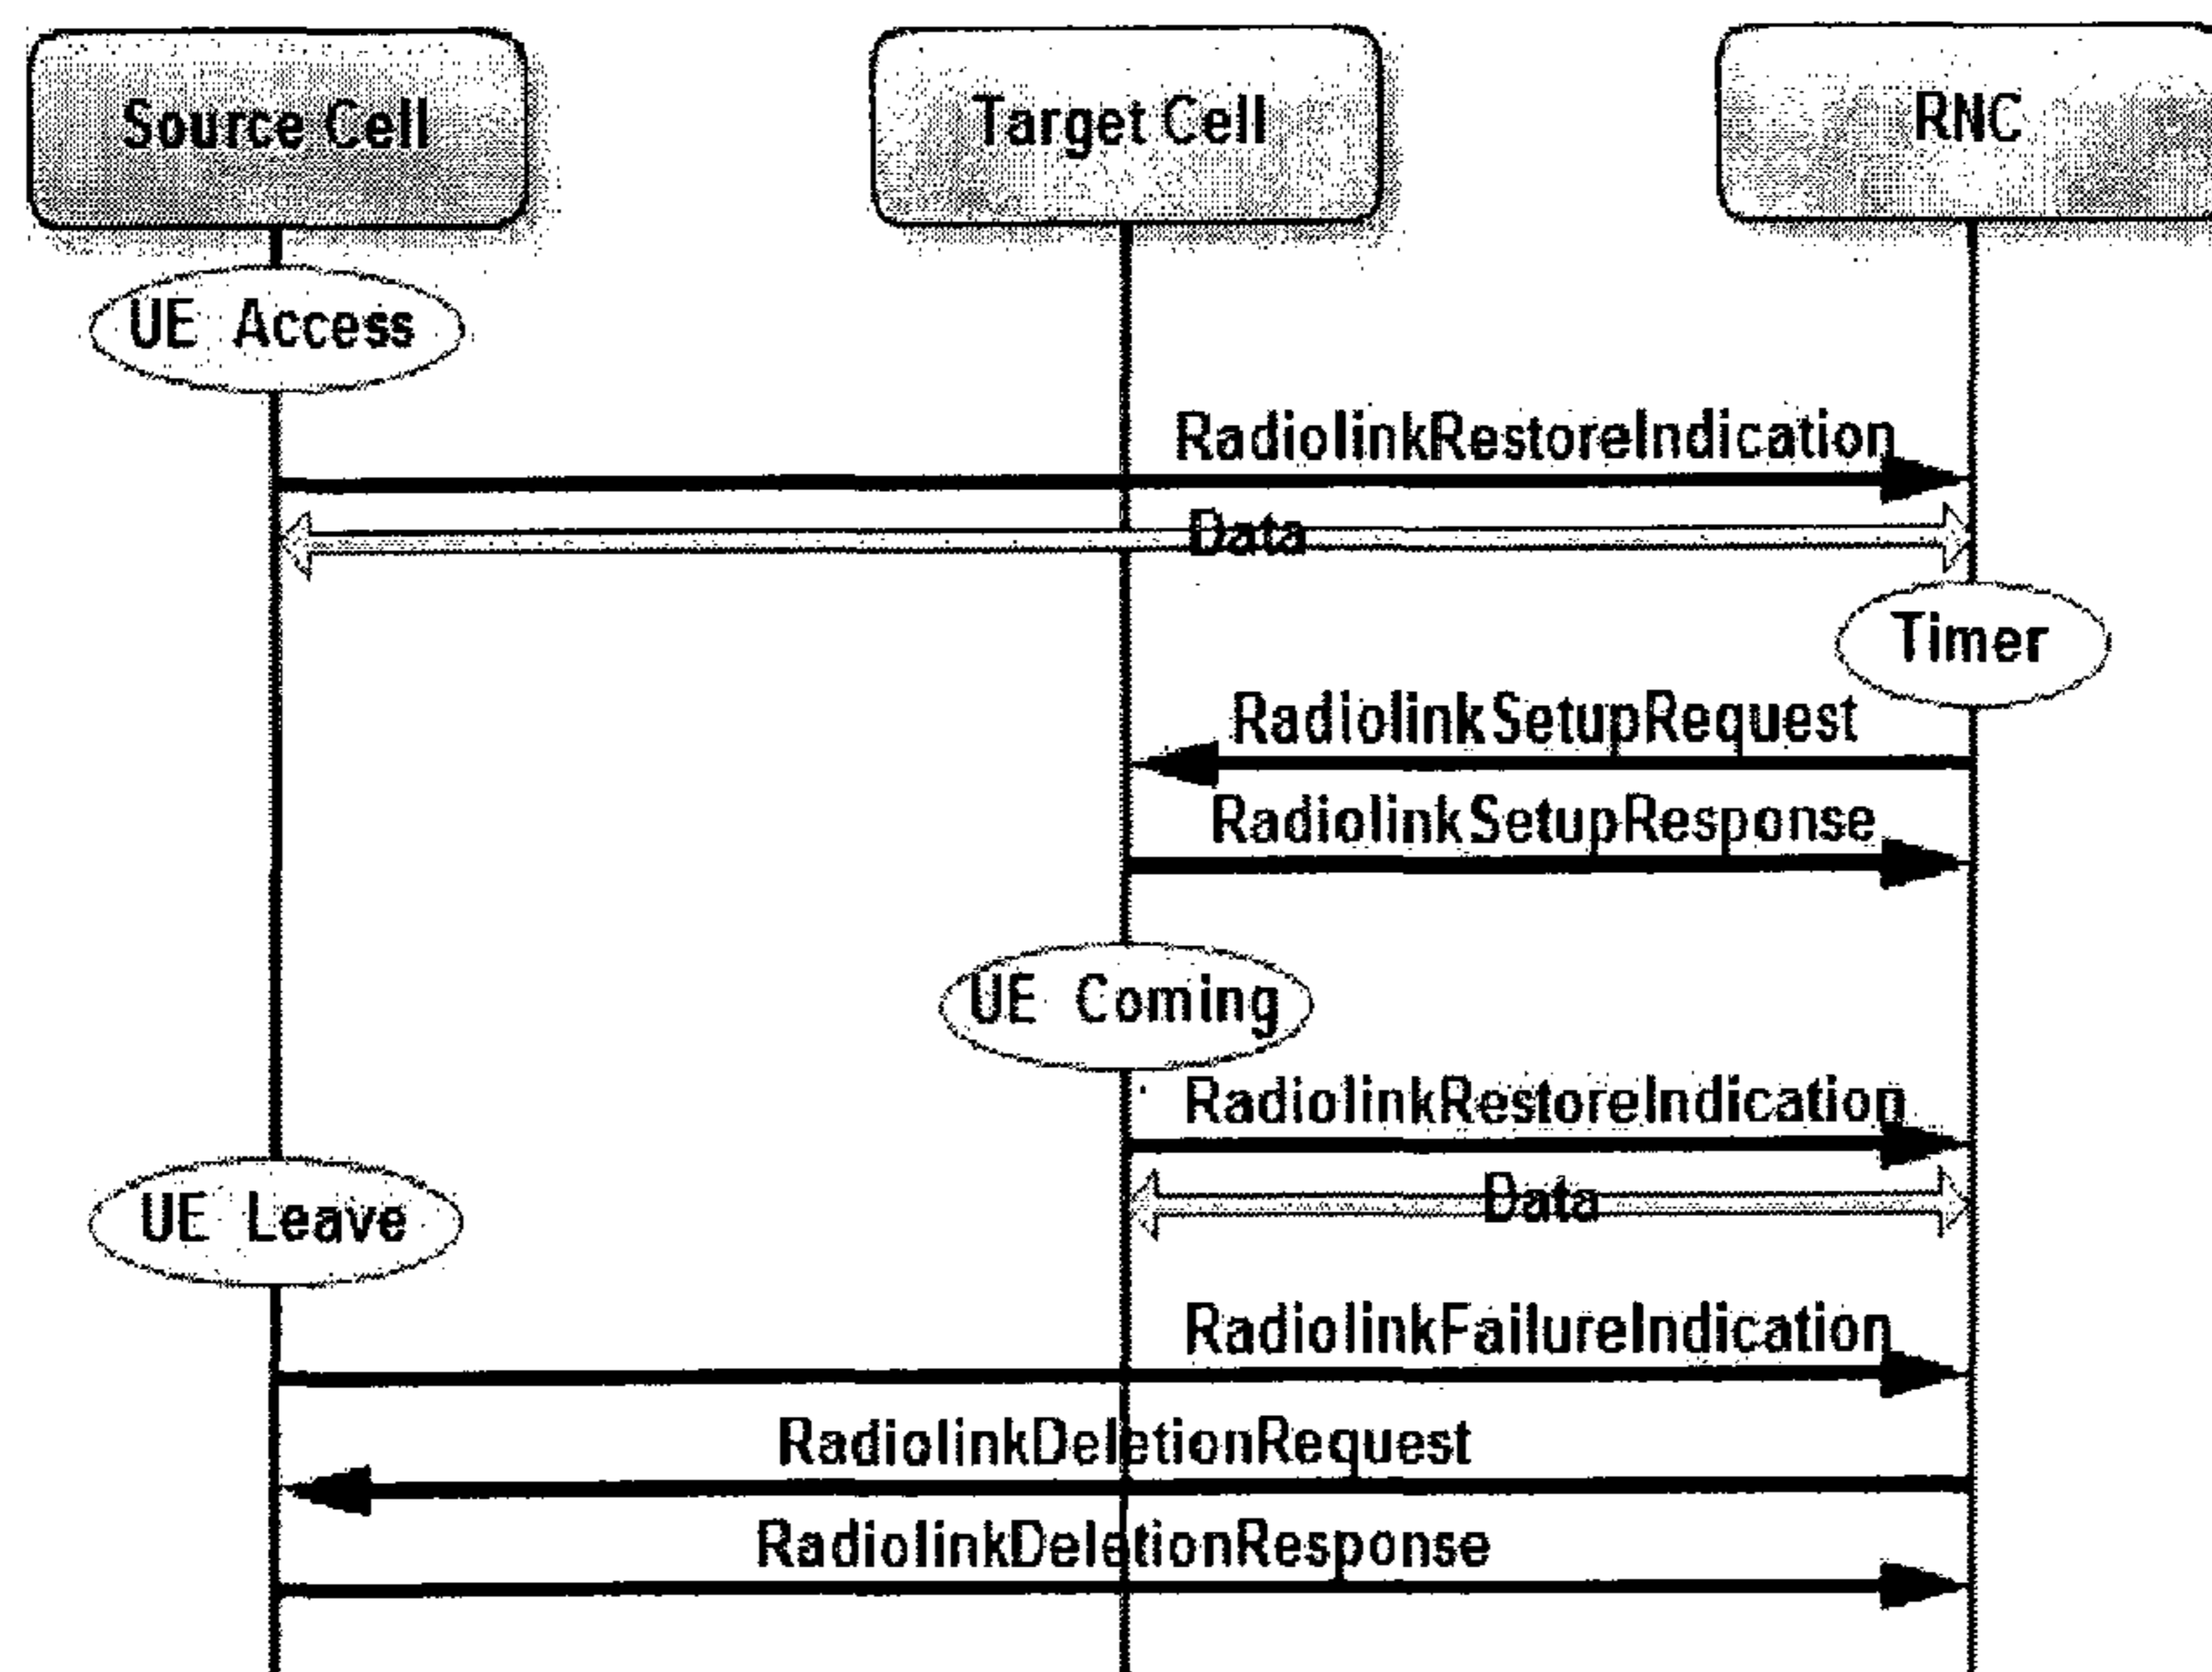 Source Cell
Target Cell
RNC
UE Access
RadiolinkRestoreIndication
Data
Timer
RadiolinkSetupRequest
RadiolinkSetupResponse
UE Coming
RadiolinkRestoreIndication
Data
UE Leave
RadiolinkFailureIndication
RadiolinkDeletionRequest
RadiolinkDeletionResponse